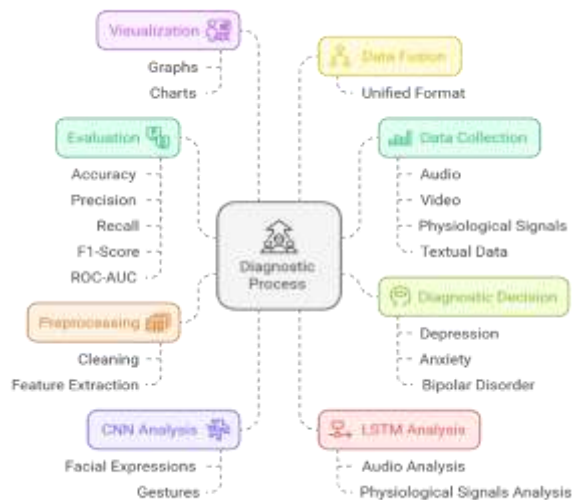 Visualization
Graphs
Charts
Evaluation
Accuracy
Precision
Recall
F1-Score
ROC-AUC
Preprocessing
Cleaning
Feature Extraction
CNN Analysis
Facial Expressions
Gestures
Diagnostic
Process
Data Fusion
Unified Format
Data Collection
Audio
Video
Physiological Signals
Textual Data
Diagnostic Decision
Depression
Anxiety
Bipolar Disorder
LSTM Analysis
Audio Analysis
Physiological Signals Analysis